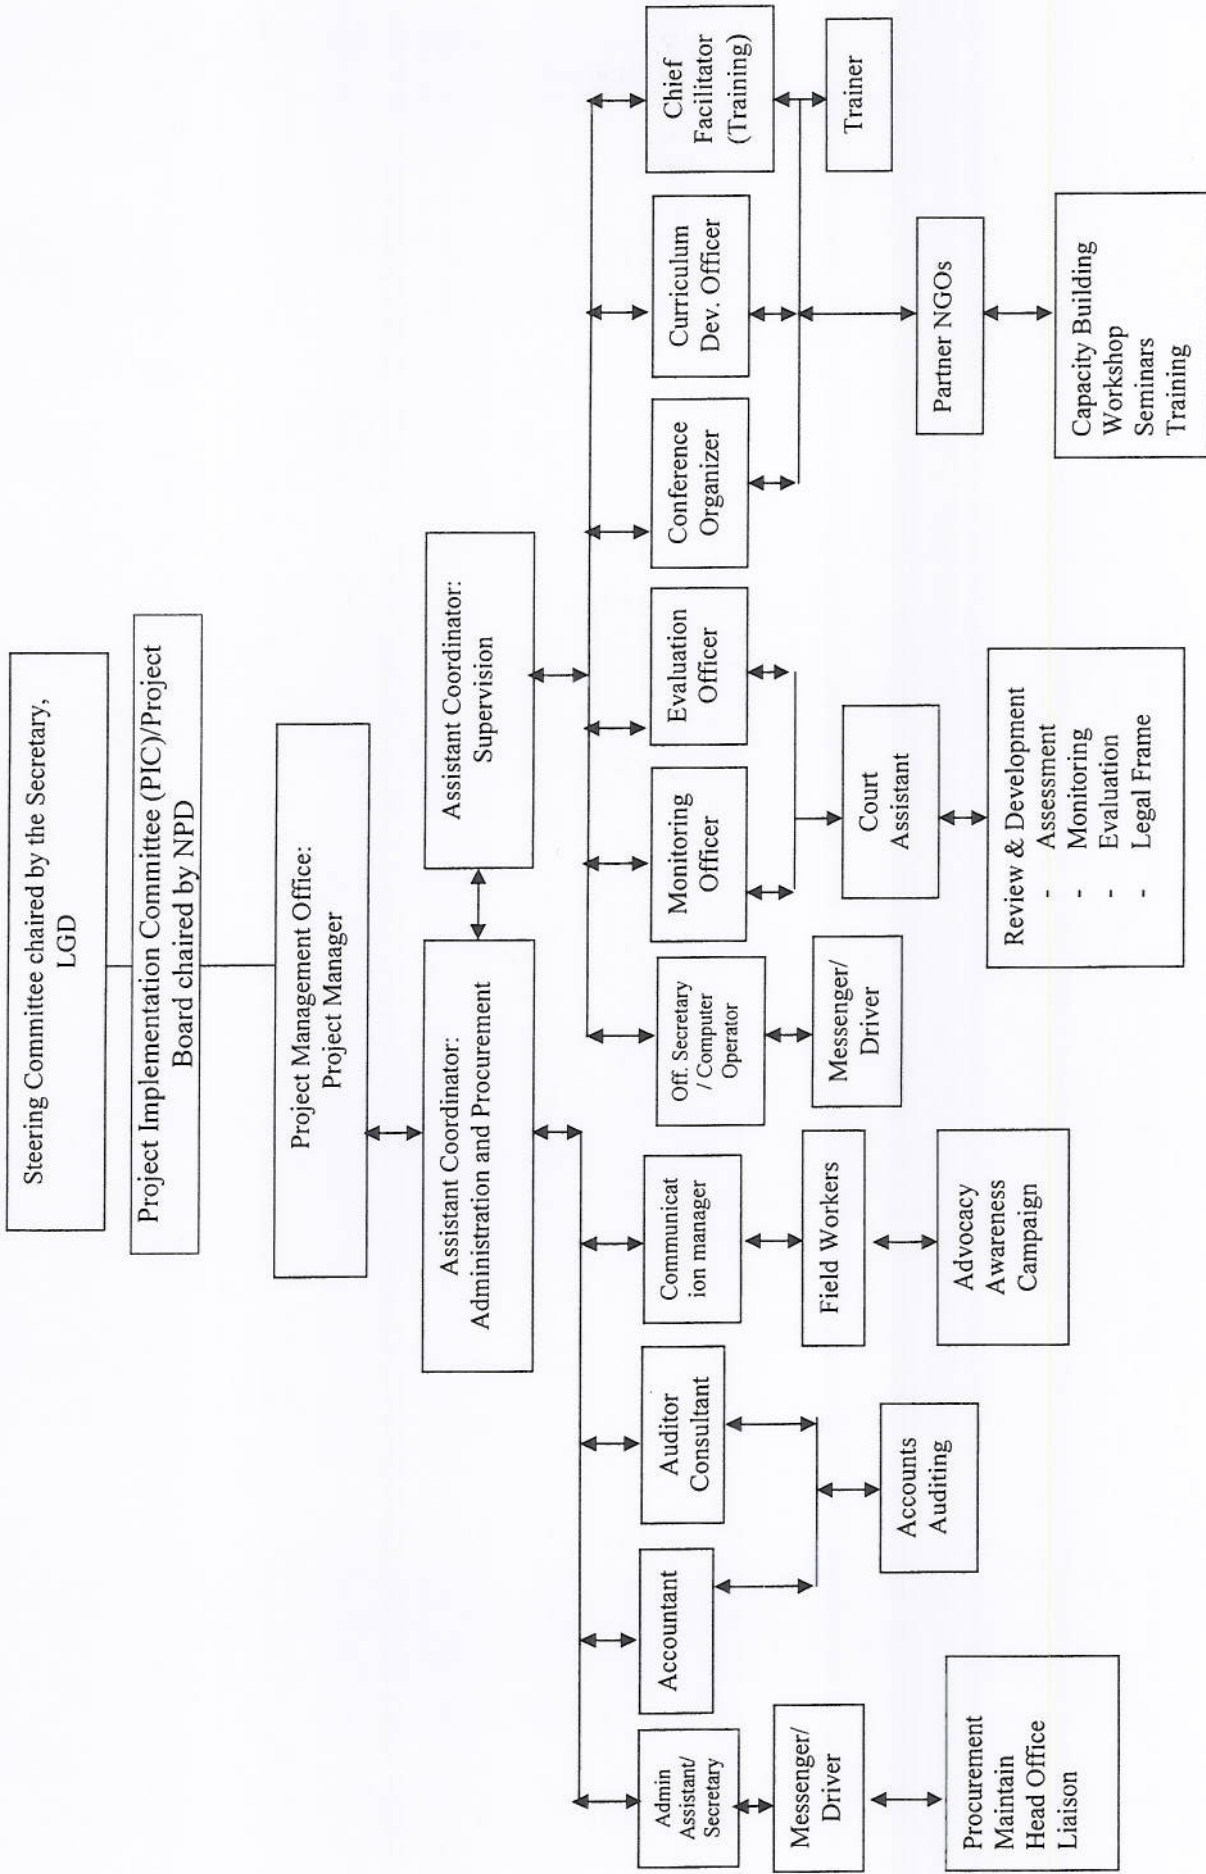 Steering Committee chaired by the Secretary,
LGD
Project Implementation Committee (PIC)/Project
Board chaired by NPD
Project Management Office:
Project Manager
Assistant Coordinator:
Administration and Procurement
Assistant Coordinator:
Supervision
Admin
Assistant/
Secretary
Accountant
Auditor
Consultant
Communicat
ion manager
Off. Secretary
/ Computer
Operator
Monitoring
Officer
Evaluation
Officer
Conference
Organizer
Curriculum
Dev. Officer
Chief
Facilitator
(Training)
Messenger/
Driver
Field Workers
Messenger/
Driver
Court
Assistant
Trainer
Partner NGOs
Procurement
Maintain
Head Office
Liaison
Accounts
Auditing
Advocacy
Awareness
Campaign
Review & Development
- Assessment
- Monitoring
- Evaluation
- Legal Frame
Capacity Building
Workshop
Seminars
Training